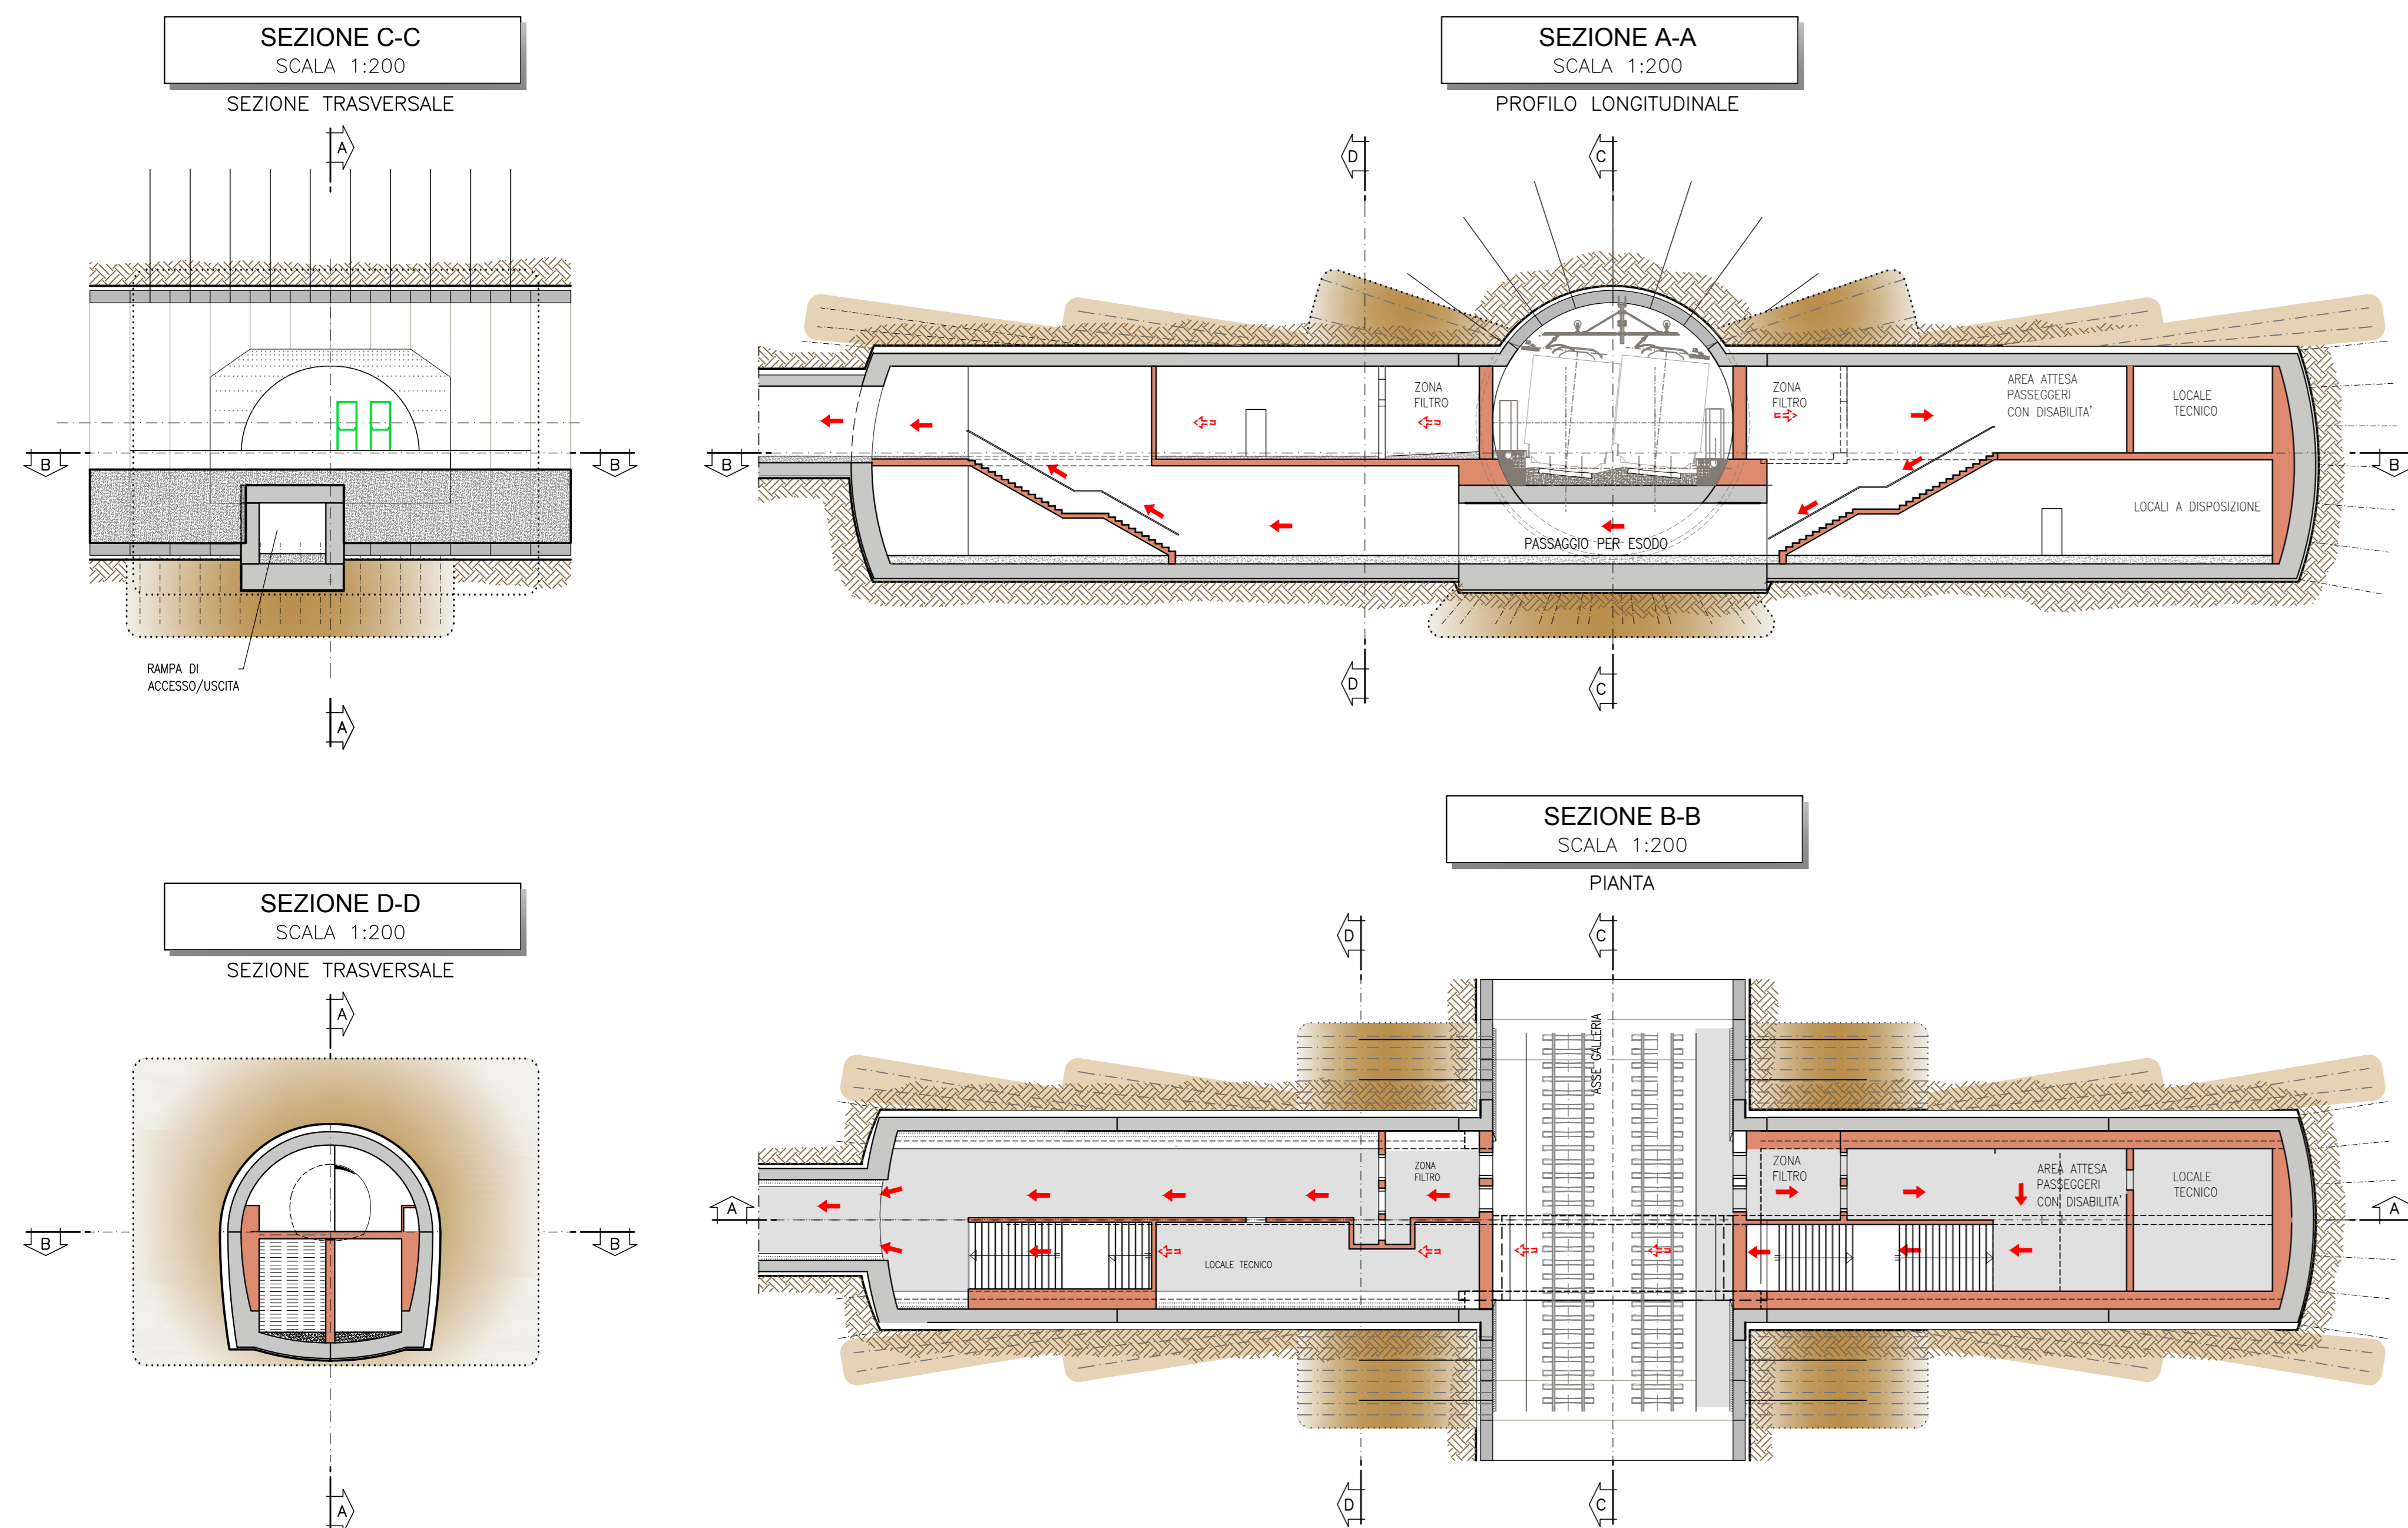 SEZIONE C-C
SCALA 1:200
SEZIONE TRASVERSALE
A
B
B
RAMPA DI
ACCESSO/USCITA
A
SEZIONE A-A
SCALA 1:200
PROFILO LONGITUDINALE
D
C
ZONA
FILTRO
ZONA
FILTRO
AREA ATTESA
PASSEGGERI
CON DISABILITA'
LOCALE
TECNICO
B
B
LOCALI A DISPOSIZIONE
PASSAGGIO PER ESODO
D
C
SEZIONE D-D
SCALA 1:200
SEZIONE TRASVERSALE
A
B
B
A
SEZIONE B-B
SCALA 1:200
PIANTA
D
C
ASSE GALLERIA
ZONA
FILTRO
ZONA
FILTRO
AREA ATTESA
PASSEGGERI
CON DISABILITA'
LOCALE
TECNICO
A
A
LOCALE TECNICO
D
C